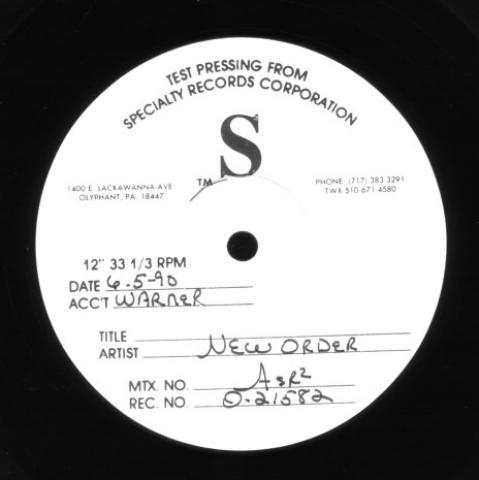 TEST PRESSING FROM
SPECIALTY RECORDS CORPORATION
S
TM
1400 E. LACKAWANNA AVE
OLYPHANT, PA. 18447
PHONE: (717) 383 3291
TWX 510-671 4580
12" 33 1/3 RPM
DATE 6.5-90
ACC'T WARNER
TITLE
ARTIST NEW ORDER
MTX. NO. ASR2
REC. NO. 0.21582